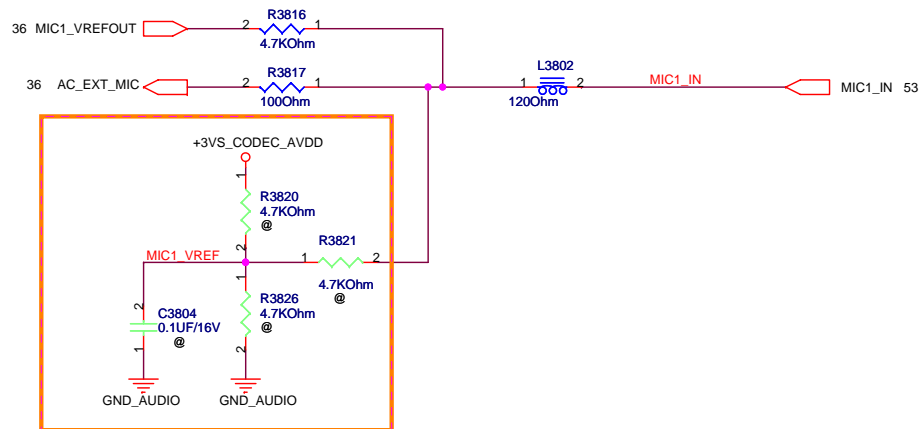 R3816
36 MIC1_VREFOUT 2 1
4.7KOhm
R3817
L3802
36 AC_EXT_MIC 2 1 1 2 MIC1_IN MIC1_IN 53
100Ohm
120Ohm
+3VS_CODEC_AVDD
1
R3820
4.7KOhm
@
2
R3821
MIC1_VREF
1 2
1
4.7KOhm
@
2
C3804
0.1UF/16V
@
1
R3826
4.7KOhm
@
2
GND_AUDIO
GND_AUDIO